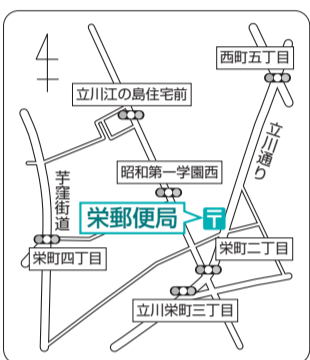 西町五丁目
立川江の島住宅前
立川通り
芋窪街道
昭和第一学園西
栄郵便局
〒
栄町二丁目
栄町四丁目
立川栄町三丁目